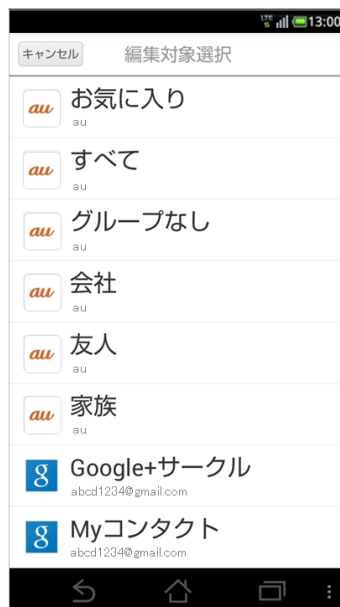 LTE 13:00
キャンセル 編集対象選択
au お気に入り
au
au すべて
au
au グループなし
au
au 会社
au
au 友人
au
au 家族
au
g Google+サークル
abcd1234@gmail.com
g Myコンタクト
abcd1234@gmail.com